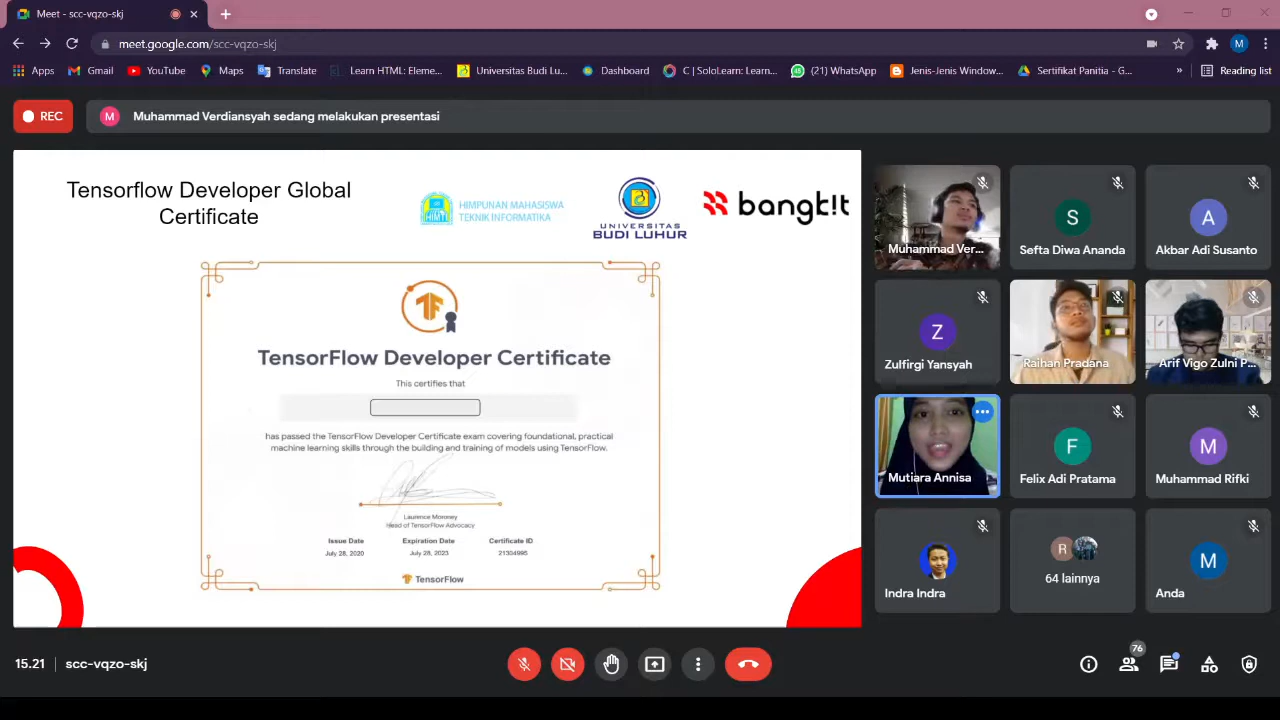 Meet - scc-vqzo-skj
meet.google.com/scc-vqzo-skj
M
Apps
Gmail
YouTube
Maps
Translate
Learn HTML: Eleme...
Universitas Budi Lu...
Dashboard
C | SoloLearn: Learn...
(21) WhatsApp
Jenis-Jenis Window...
Sertifikat Panitia - G...
»
Reading list
REC
M
Muhammad Verdiansyah sedang melakukan presentasi
Tensorflow Developer Global
Certificate
HIMTI
HIMPUNAN MAHASISWA
TEKNIK INFORMATIKA
UNIVERSITAS
BUDI LUHUR
bangk!t
TensorFlow Developer Certificate
This certifies that
has passed the TensorFlow Developer Certificate exam covering foundational, practical
machine learning skills through the building and training of models using TensorFlow.
Laurence Moroney
Head of TensorFlow Advocacy
Issue Date
July 28, 2020
Expiration Date
July 28, 2023
Certificate ID
21304995
TensorFlow
Muhammad Ver...
S
Sefta Diwa Ananda
A
Akbar Adi Susanto
Z
Zulfirgi Yansyah
Raihan Pradana
Arif Vigo Zulni P...
Mutiara Annisa
F
Felix Adi Pratama
M
Muhammad Rifki
Indra Indra
R
64 lainnya
M
Anda
15.21
scc-vqzo-skj
76